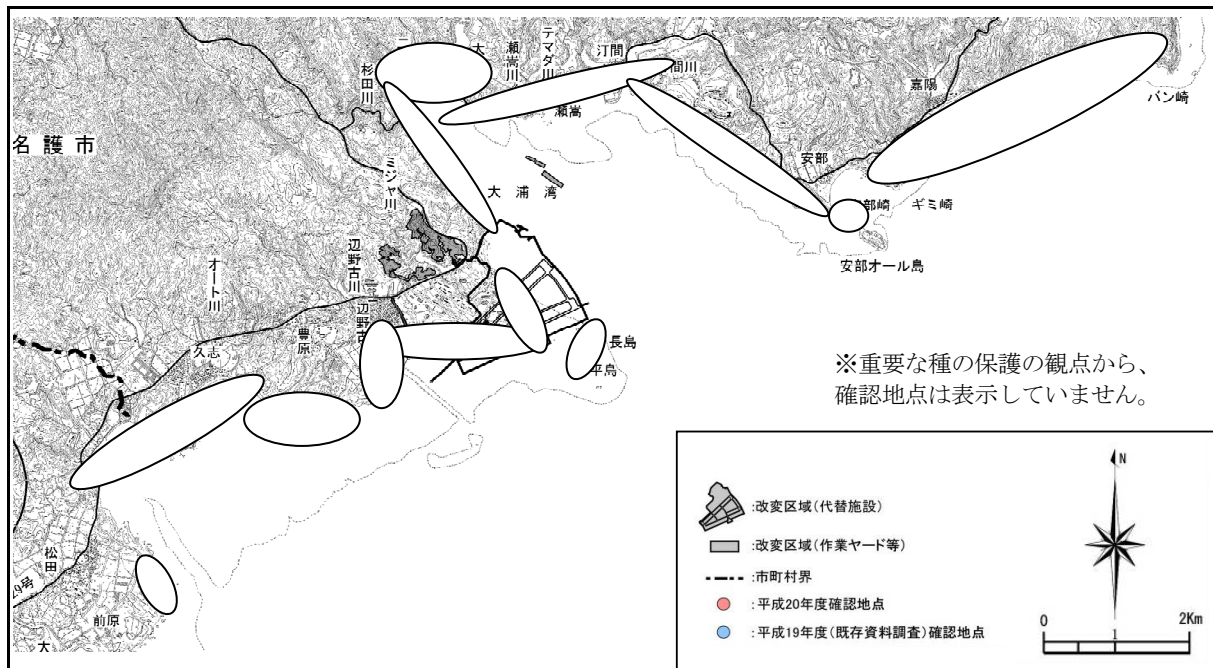 杉田川
大
瀬嵩川
テマダ川
汀間
間川
瀬嵩
嘉陽
バン崎
名護市
安部
大浦湾
ミジャ川
部崎
ギミ崎
安部オール島
辺野古川
オート川
辺野古
豊原
久志
長島
平島
※重要な種の保護の観点から、
確認地点は表示していません。
松田
29号
前原
大
:改変区域(代替施設)
:改変区域(作業ヤード等)
:市町村界
:平成20年度確認地点
:平成19年度(既存資料調査)確認地点
N
0 1 2Km